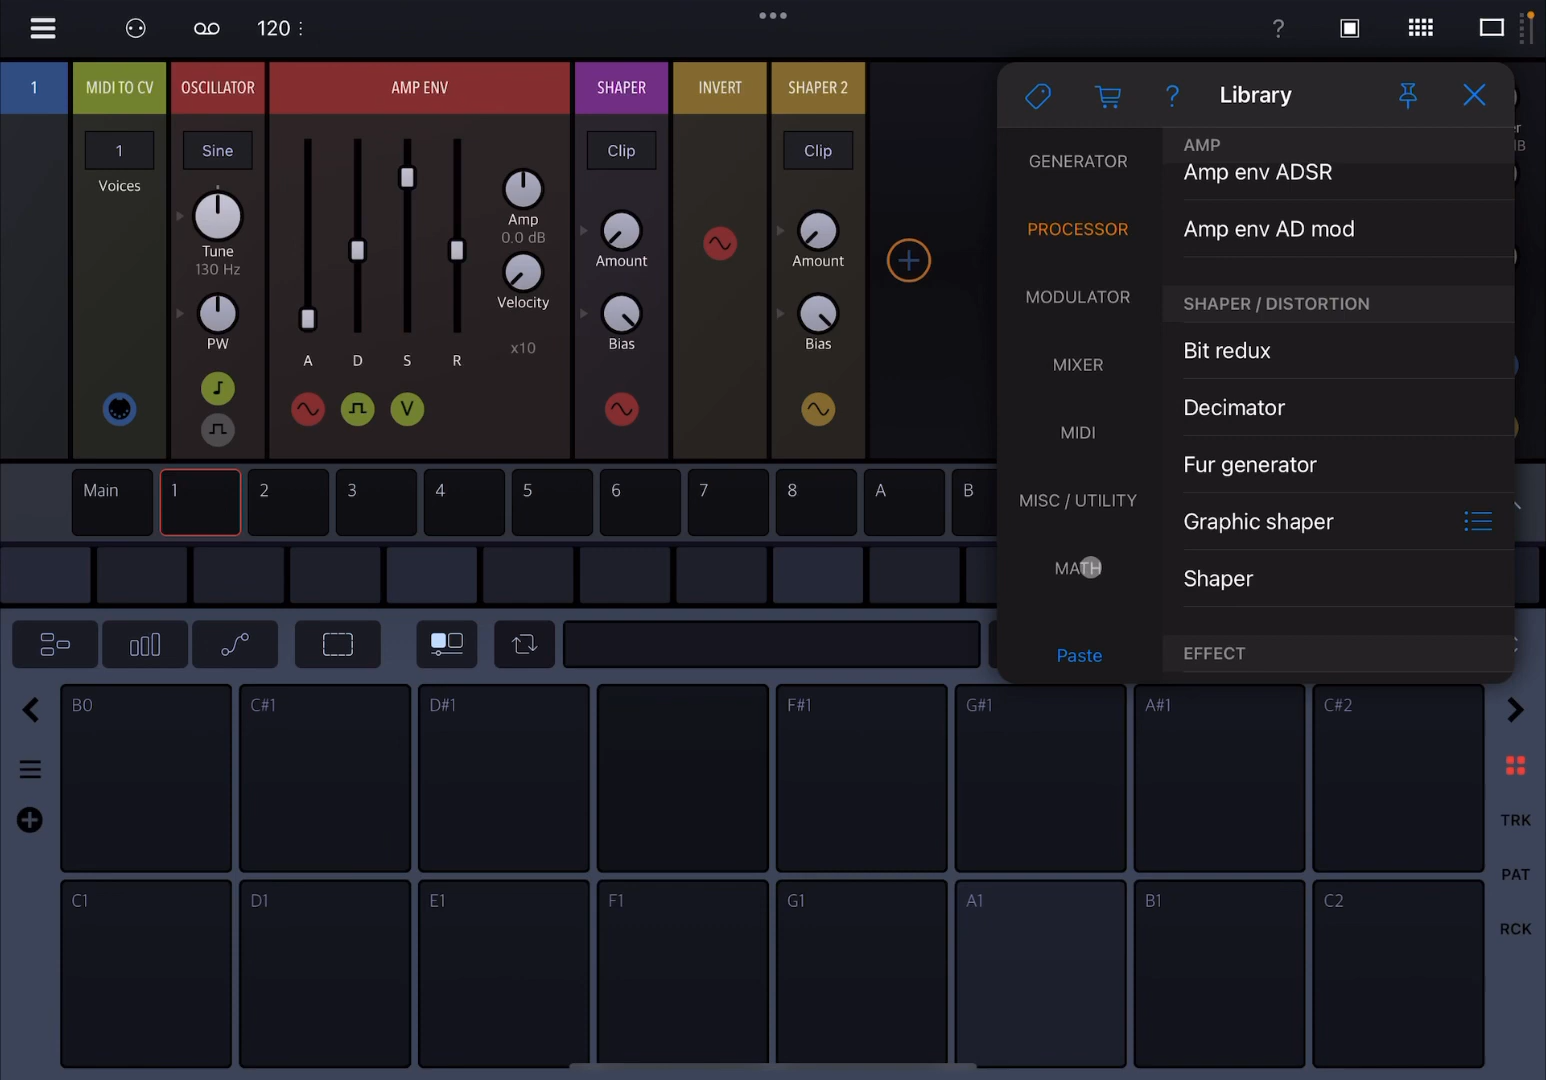 120
?
1
MIDI TO CV
OSCILLATOR
AMP ENV
SHAPER
INVERT
SHAPER 2
1
Voices
Sine
Tune
130 Hz
PW
A
D
S
R
Amp
0.0 dB
Velocity
x10
V
Clip
Amount
Bias
Clip
Amount
Bias
?
Library
GENERATOR
PROCESSOR
MODULATOR
MIXER
MIDI
MISC / UTILITY
MATH
Paste
AMP
Amp env ADSR
Amp env AD mod
SHAPER / DISTORTION
Bit redux
Decimator
Fur generator
Graphic shaper
Shaper
EFFECT
Main
1
2
3
4
5
6
7
8
A
B
B0
C#1
D#1
F#1
G#1
A#1
C#2
C1
D1
E1
F1
G1
A1
B1
C2
TRK
PAT
RCK